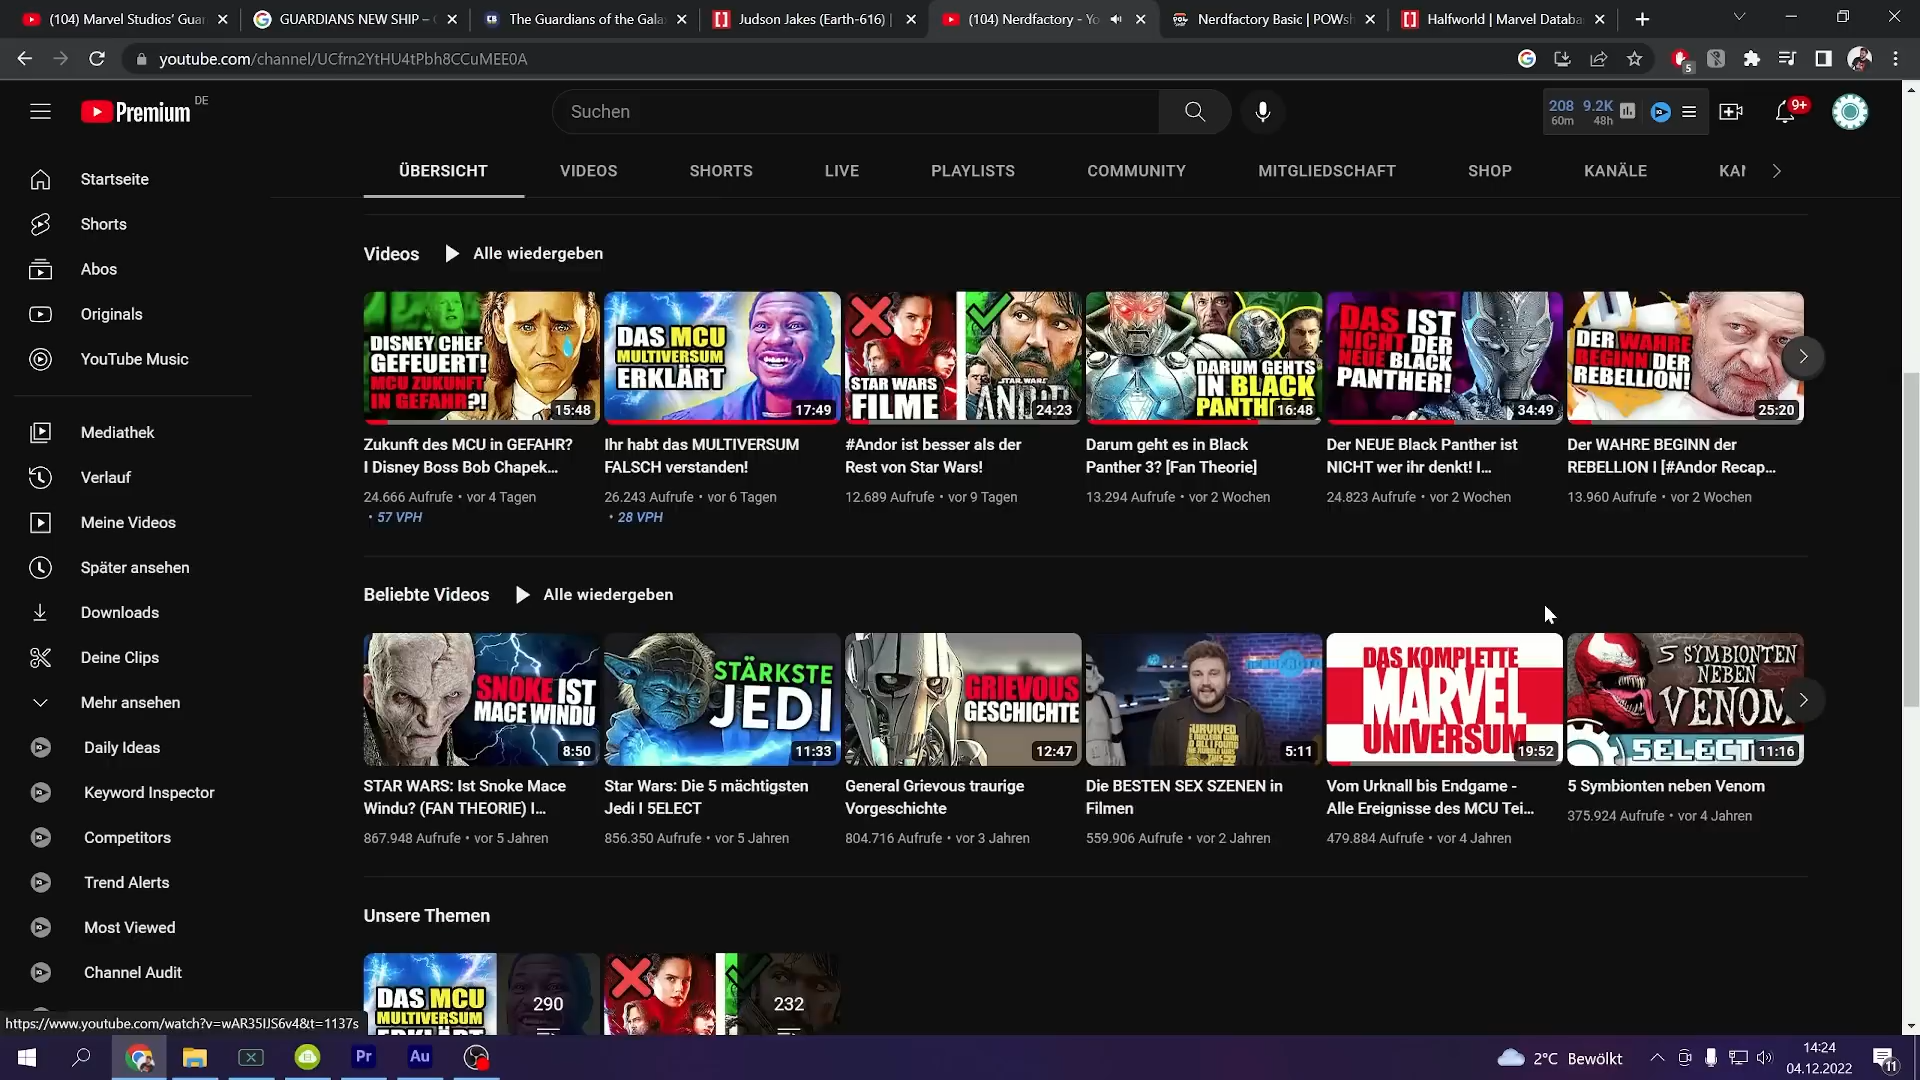 (104) Marvel Studios' Guar
GUARDIANS NEW SHIP –
The Guardians of the Gala
Judson Jakes (Earth-616) |
(104) Nerdfactory - Yo
Nerdfactory Basic | POWsh
Halfworld | Marvel Databa
youtube.com/channel/UCfrn2YtHU4tPbh8CCuMEE0A
5
Premium DE
Suchen
208 9.2K
60m 48h
9+
ÜBERSICHT VIDEOS SHORTS LIVE PLAYLISTS COMMUNITY MITGLIEDSCHAFT SHOP KANÄLE KAN
Startseite
Shorts
Abos
Originals
YouTube Music
Mediathek
Verlauf
Meine Videos
Später ansehen
Downloads
Deine Clips
Mehr ansehen
Daily Ideas
Keyword Inspector
Competitors
Trend Alerts
Most Viewed
Channel Audit
Videos Alle wiedergeben
DISNEY CHEF
GEFEUERT!
MCU ZUKUNFT
IN GEFAHR?!
15:48
Zukunft des MCU in GEFAHR?
I Disney Boss Bob Chapek...
24.666 Aufrufe • vor 4 Tagen
• 57 VPH
DAS MCU
MULTIVERSUM
ERKLÄRT
17:49
Ihr habt das MULTIVERSUM
FALSCH verstanden!
26.243 Aufrufe • vor 6 Tagen
• 28 VPH
STAR WARS
FILME
STAR WARS
ANDOR
24:23
#Andor ist besser als der
Rest von Star Wars!
12.689 Aufrufe • vor 9 Tagen
DARUM GEHTS
IN BLACK
PANTH
16:48
Darum geht es in Black
Panther 3? [Fan Theorie]
13.294 Aufrufe • vor 2 Wochen
DAS IST
NICHT DER
NEUE BLACK
PANTHER!
34:49
Der NEUE Black Panther ist
NICHT wer ihr denkt! I...
24.823 Aufrufe • vor 2 Wochen
DER WAHRE
BEGINN DER
REBELLION!
25:20
Der WAHRE BEGINN der
REBELLION I [#Andor Recap...
13.960 Aufrufe • vor 2 Wochen
Beliebte Videos Alle wiedergeben
SNOKE IST
MACE WINDU
8:50
STAR WARS: Ist Snoke Mace
Windu? (FAN THEORIE) I...
867.948 Aufrufe • vor 5 Jahren
STÄRKSTE
JEDI
11:33
Star Wars: Die 5 mächtigsten
Jedi I 5ELECT
856.350 Aufrufe • vor 5 Jahren
GRIEVOUS
GESCHICHTE
12:47
General Grievous traurige
Vorgeschichte
804.716 Aufrufe • vor 3 Jahren
5:11
Die BESTEN SEX SZENEN in
Filmen
559.906 Aufrufe • vor 2 Jahren
DAS KOMPLETTE
MARVEL
UNIVERSUM
19:52
Vom Urknall bis Endgame -
Alle Ereignisse des MCU Tei...
479.884 Aufrufe • vor 4 Jahren
5 SYMBIONTEN
NEBEN
VENOM
5ELECT
11:16
5 Symbionten neben Venom
375.924 Aufrufe • vor 4 Jahren
Unsere Themen
DAS MCU
MULTIVERSUM
290
232
https://www.youtube.com/watch?v=wAR35IJS6v4&t=1137s
Pr
Au
2°C Bewölkt
14:24
04.12.2022
11